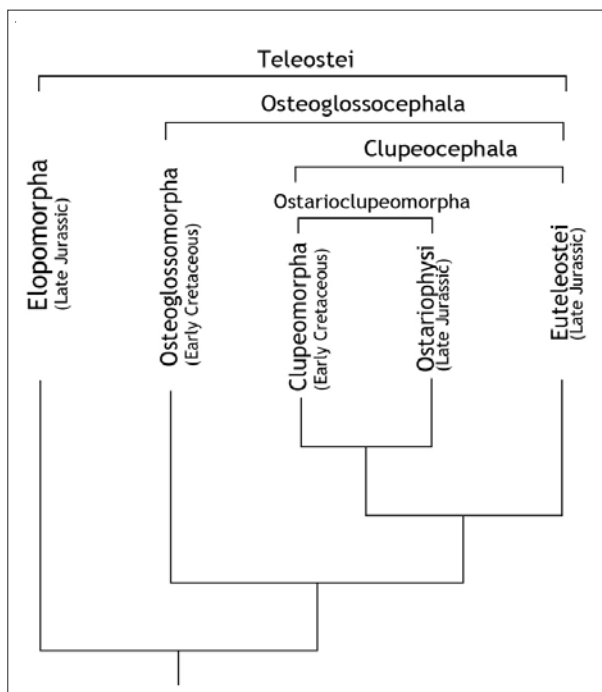 Teleostei
Osteoglossocephala
Clupeocephala
Ostarioclupeomorpha
Elopomorpha
(Late Jurassic)
Osteoglossomorpha
(Early Cretaceous)
Clupeomorpha
(Early Cretaceous)
Ostariophysi
(Late Jurassic)
Euteleostei
(Late Jurassic)